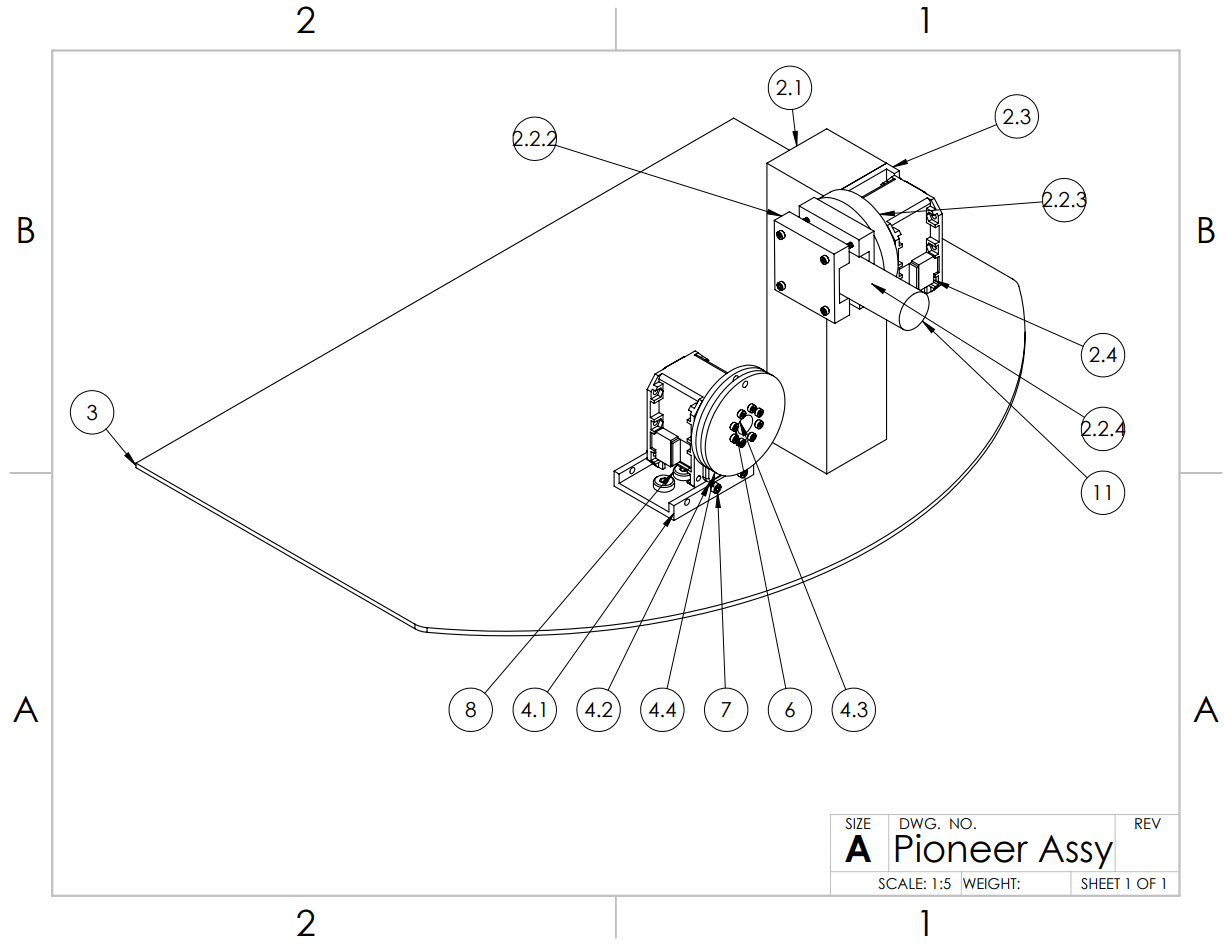 2 1
2.1
2.3
2.2.2
2.2.3
B B
2.4
3
2.2.4
11
8 4.1 4.2 4.4 7 6 4.3
A A
SIZE DWG. NO. REV
A Pioneer Assy
SCALE: 1:5 WEIGHT: SHEET 1 OF 1
2 1